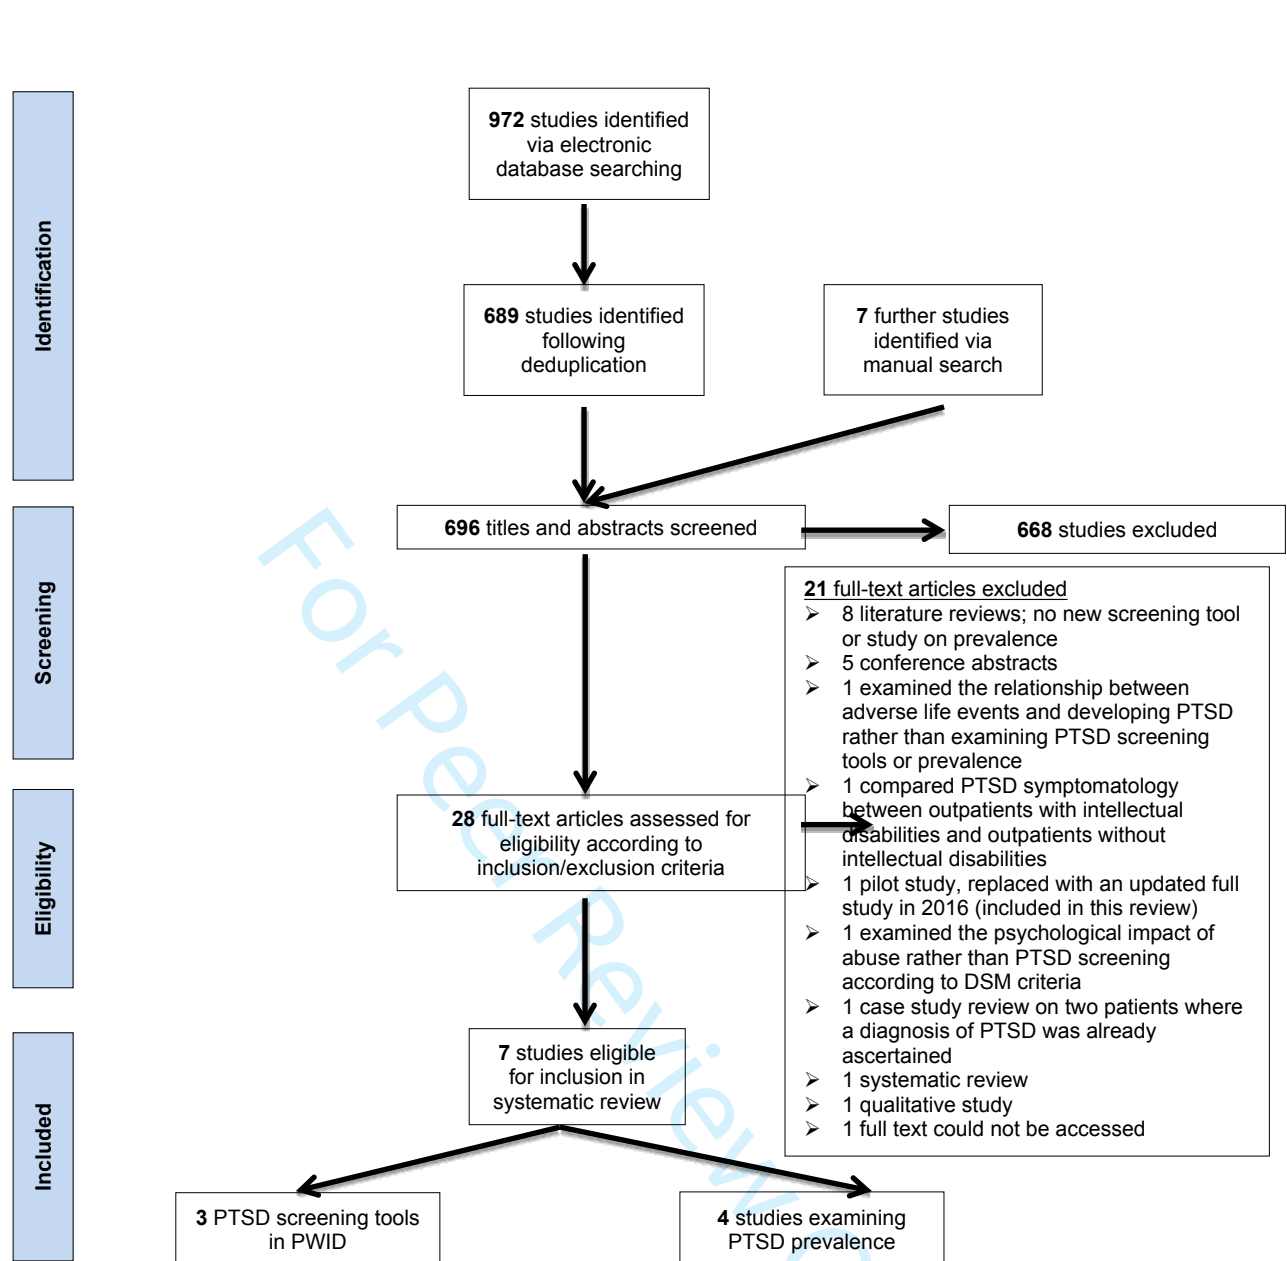 Identification
972 studies identified
via electronic
database searching
689 studies identified
following
deduplication
7 further studies
identified via
manual search
Screening
696 titles and abstracts screened
668 studies excluded
21 full-text articles excluded
➢ 8 literature reviews; no new screening tool
or study on prevalence
➢ 5 conference abstracts
➢ 1 examined the relationship between
adverse life events and developing PTSD
rather than examining PTSD screening
tools or prevalence
➢ 1 compared PTSD symptomatology
between outpatients with intellectual
disabilities and outpatients without
intellectual disabilities
➢ 1 pilot study, replaced with an updated full
study in 2016 (included in this review)
➢ 1 examined the psychological impact of
abuse rather than PTSD screening
according to DSM criteria
➢ 1 case study review on two patients where
a diagnosis of PTSD was already
ascertained
➢ 1 systematic review
➢ 1 qualitative study
➢ 1 full text could not be accessed
Eligibility
28 full-text articles assessed for
eligibility according to
inclusion/exclusion criteria
Included
7 studies eligible
for inclusion in
systematic review
3 PTSD screening tools
in PWID
4 studies examining
PTSD prevalence
For Peer Review